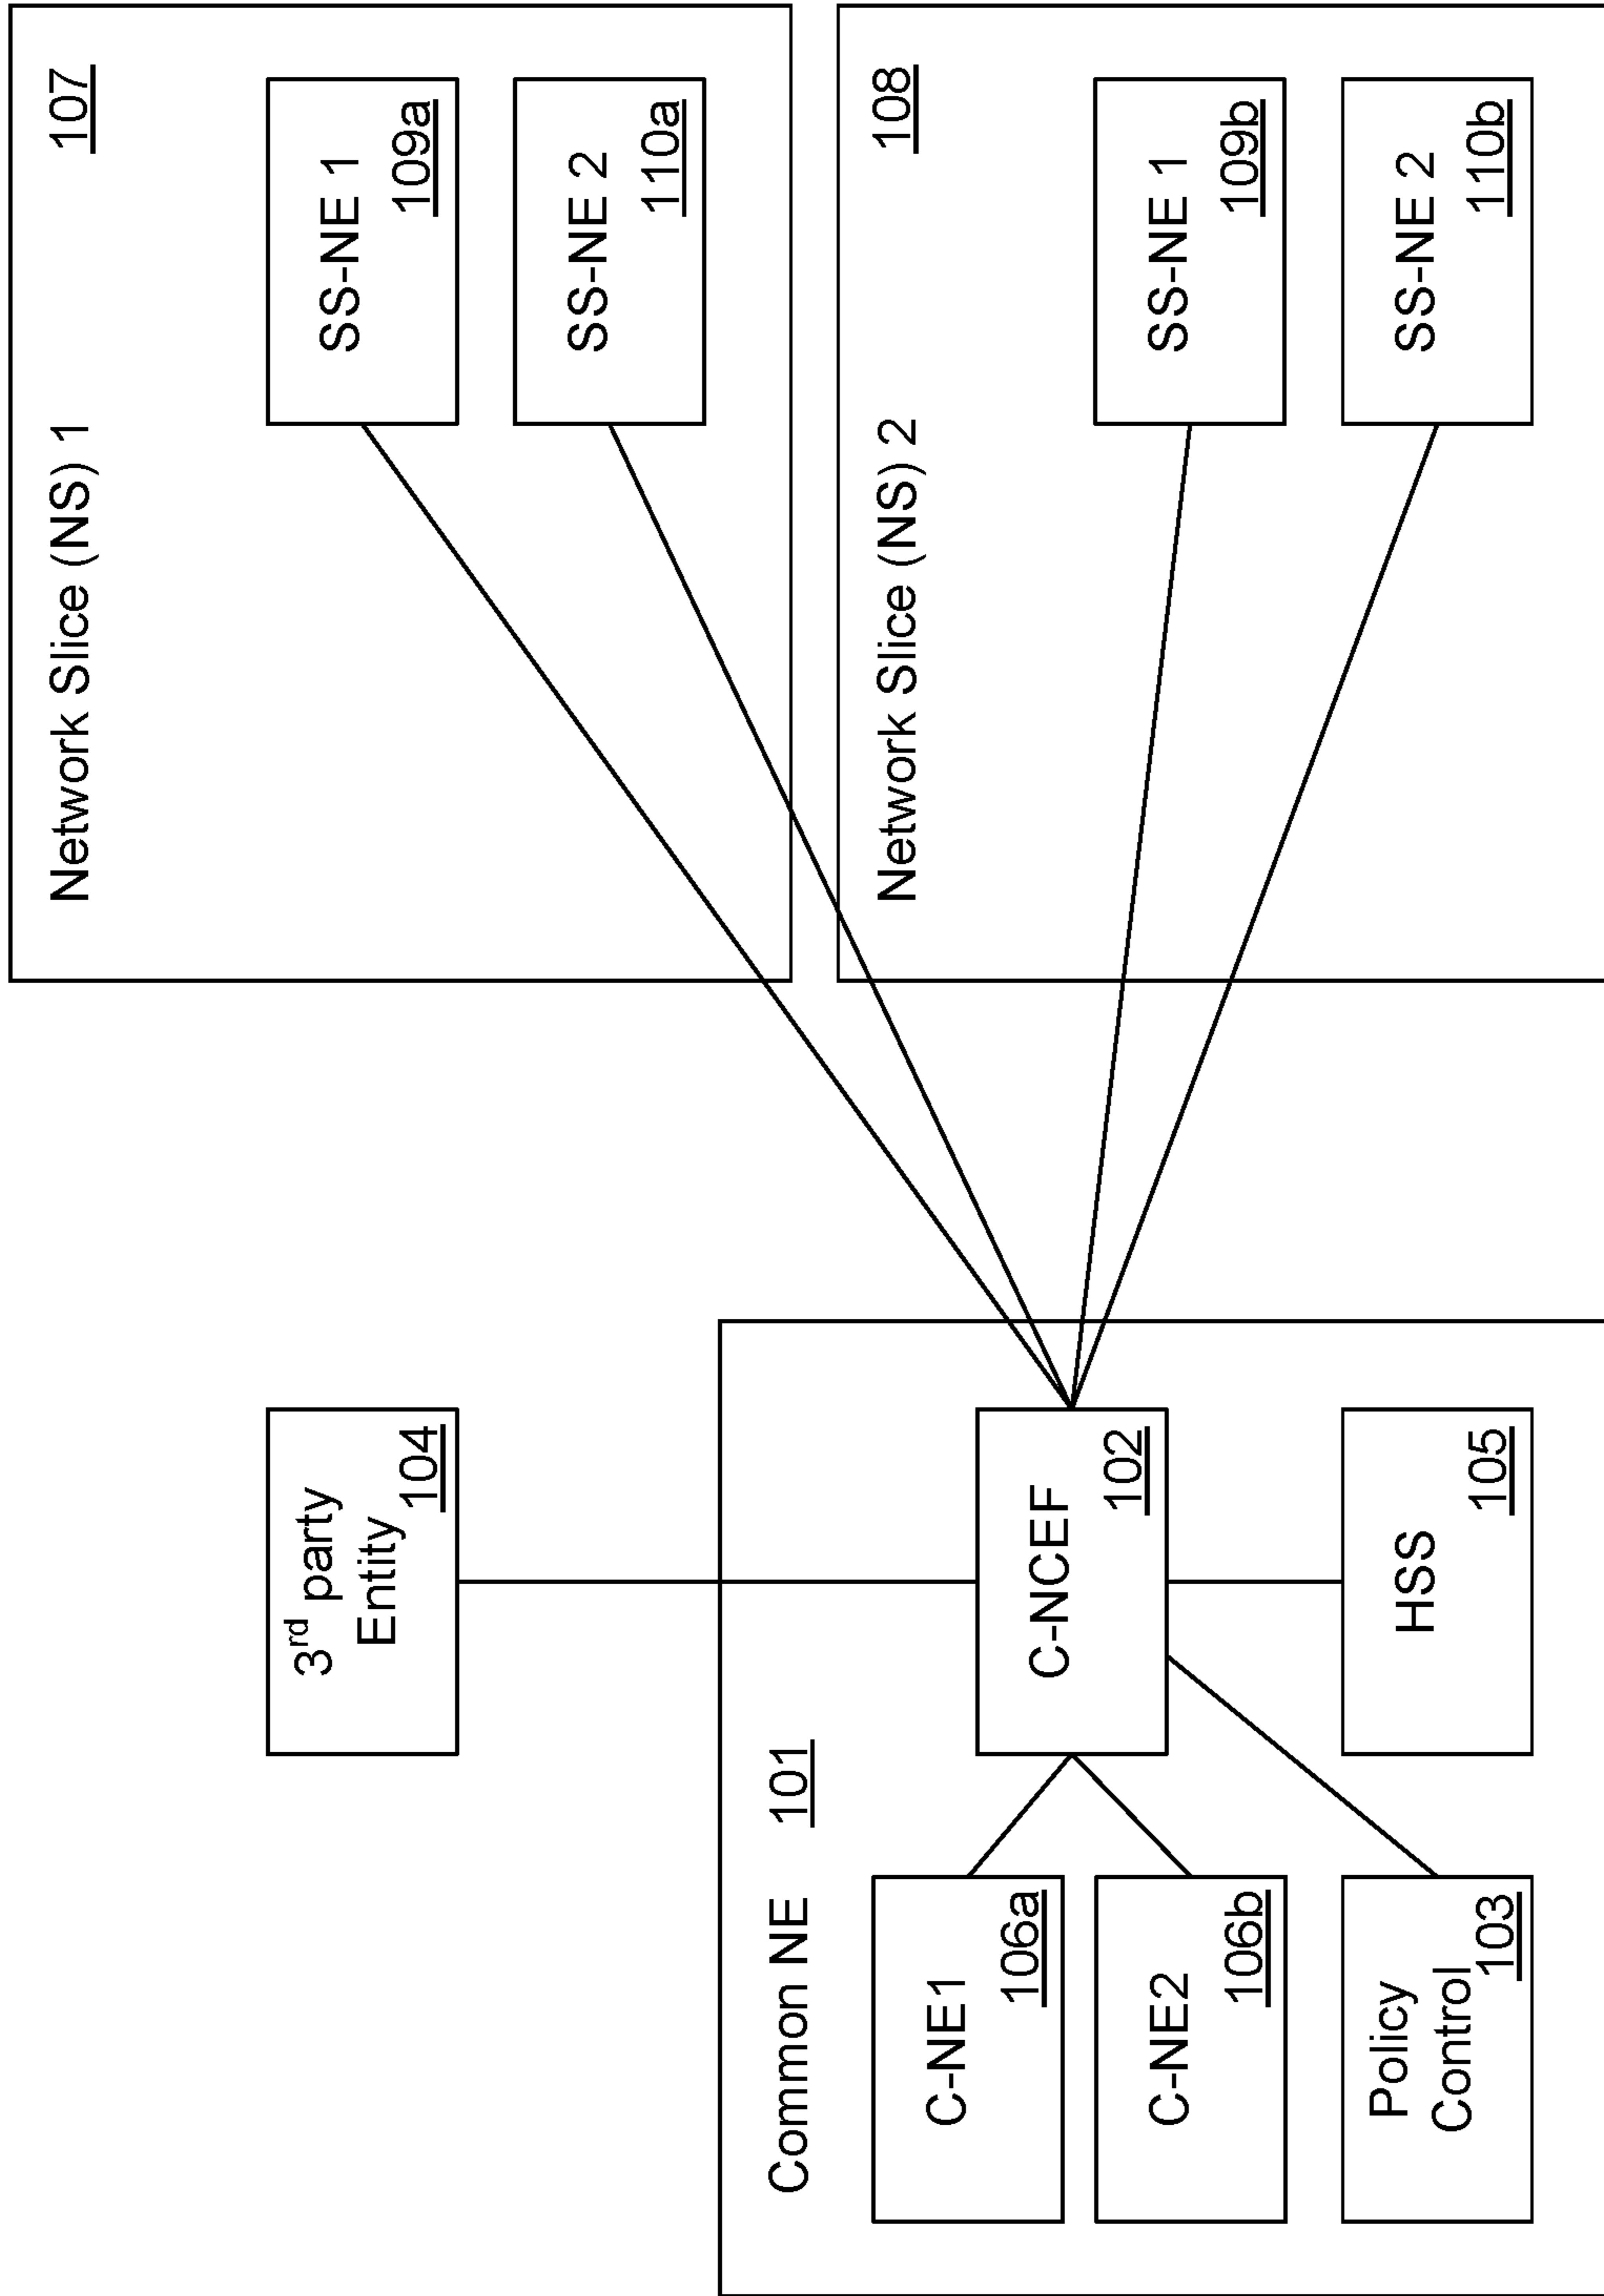 3rd party
Entity
104
Common NE 101
C-NE1
106a
C-NE2
106b
Policy
Control
103
C-NCEF
102
HSS
105
Network Slice (NS) 1
107
SS-NE 1
109a
SS-NE 2
110a
Network Slice (NS) 2
108
SS-NE 1
109b
SS-NE 2
110b